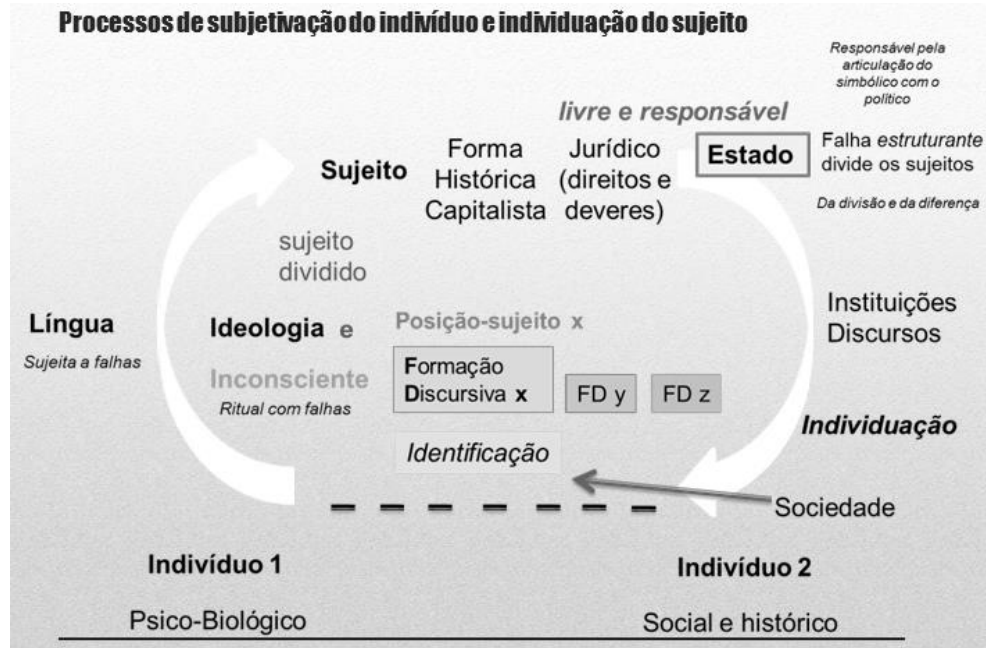 Processos de subjetivação do indivíduo e individuação do sujeito
Responsável pela
articulação do
simbólico com o
político
livre e responsável
Sujeito
Forma
Histórica
Capitalista
Jurídico
(direitos e
deveres)
Estado
Falha estruturante
divide os sujeitos
Da divisão e da diferença
sujeito
dividido
Língua
Sujeita a falhas
Ideologia e
Inconsciente
Ritual com falhas
Posição-sujeito x
Formação
Discursiva x
FD y
FD z
Identificação
Instituições
Discursos
Individuação
Sociedade
Indivíduo 1
Psico-Biológico
Indivíduo 2
Social e histórico